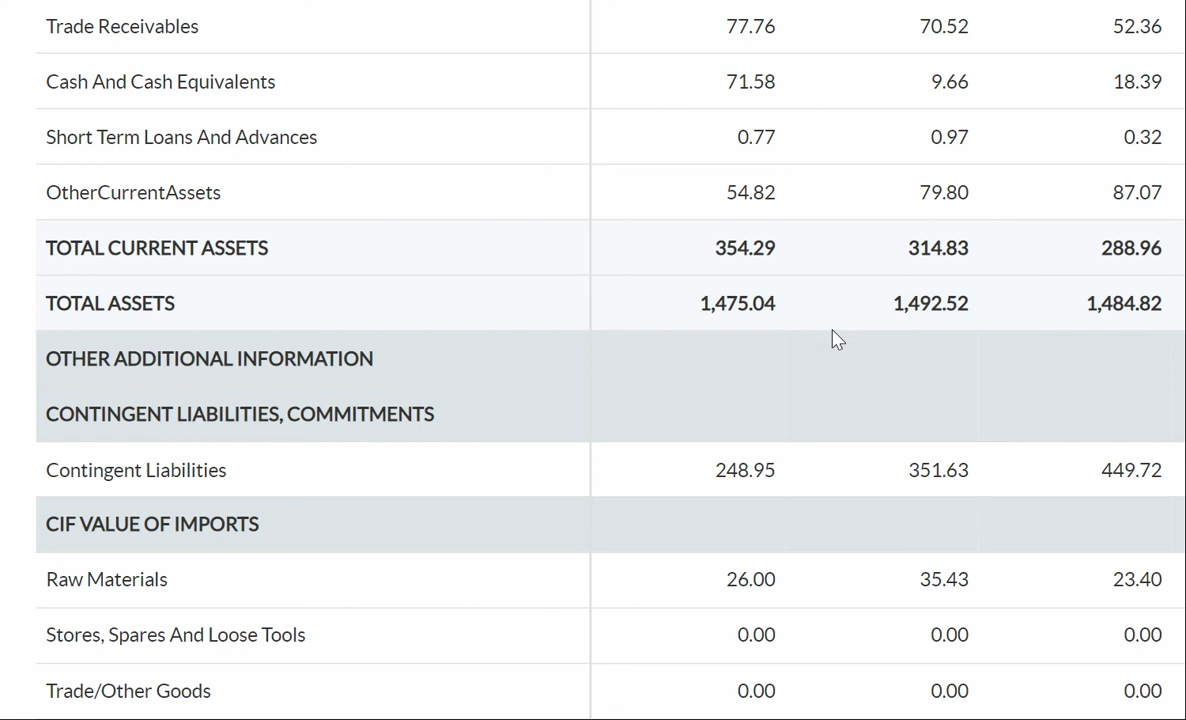 Trade Receivables 77.76 70.52 52.36
Cash And Cash Equivalents 71.58 9.66 18.39
Short Term Loans And Advances 0.77 0.97 0.32
OtherCurrentAssets 54.82 79.80 87.07
TOTAL CURRENT ASSETS 354.29 314.83 288.96
TOTAL ASSETS 1,475.04 1,492.52 1,484.82
OTHER ADDITIONAL INFORMATION
CONTINGENT LIABILITIES, COMMITMENTS
Contingent Liabilities 248.95 351.63 449.72
CIF VALUE OF IMPORTS
Raw Materials 26.00 35.43 23.40
Stores, Spares And Loose Tools 0.00 0.00 0.00
Trade/Other Goods 0.00 0.00 0.00